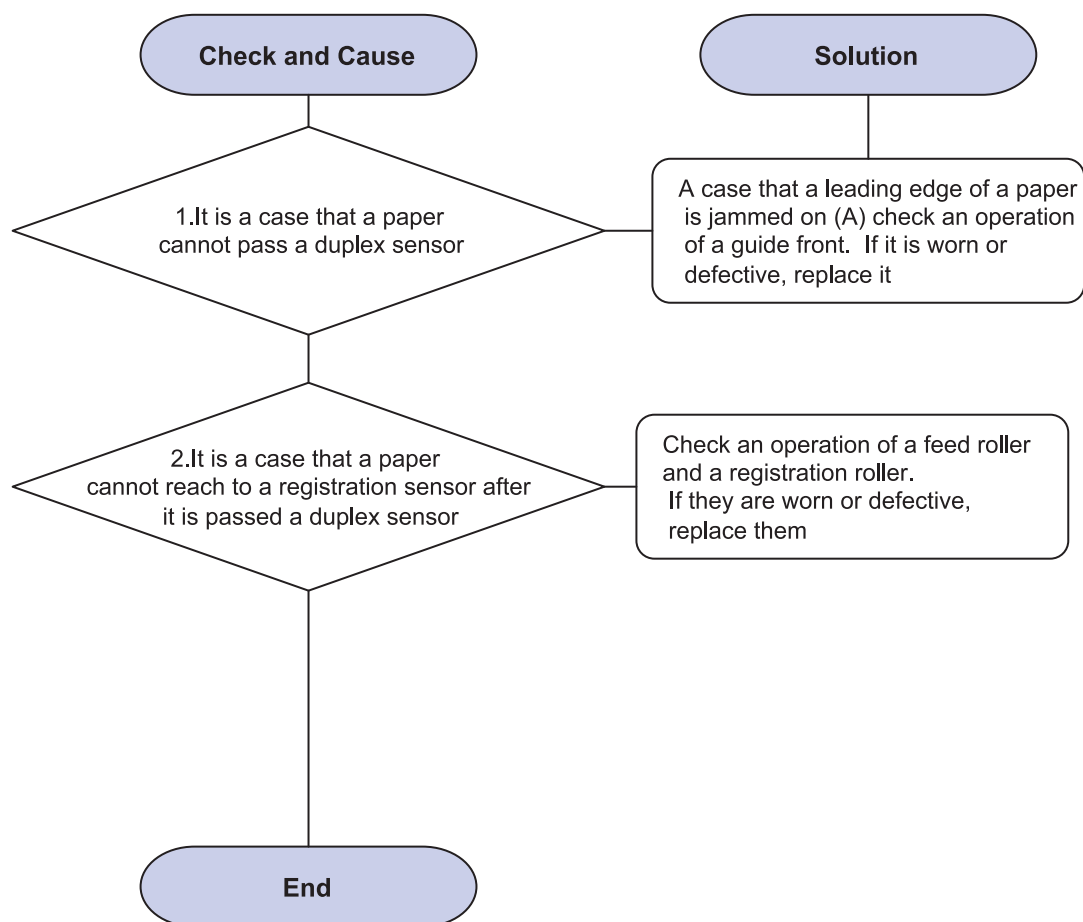 Check and Cause
Solution
1.It is a case that a paper
cannot pass a duplex sensor
A case that a leading edge of a paper
is jammed on (A) check an operation
of a guide front.  If it is worn or
defective, replace it
2.It is a case that a paper
cannot reach to a registration sensor after
it is passed a duplex sensor
Check an operation of a feed roller
and a registration roller.
If they are worn or defective,
replace them
End